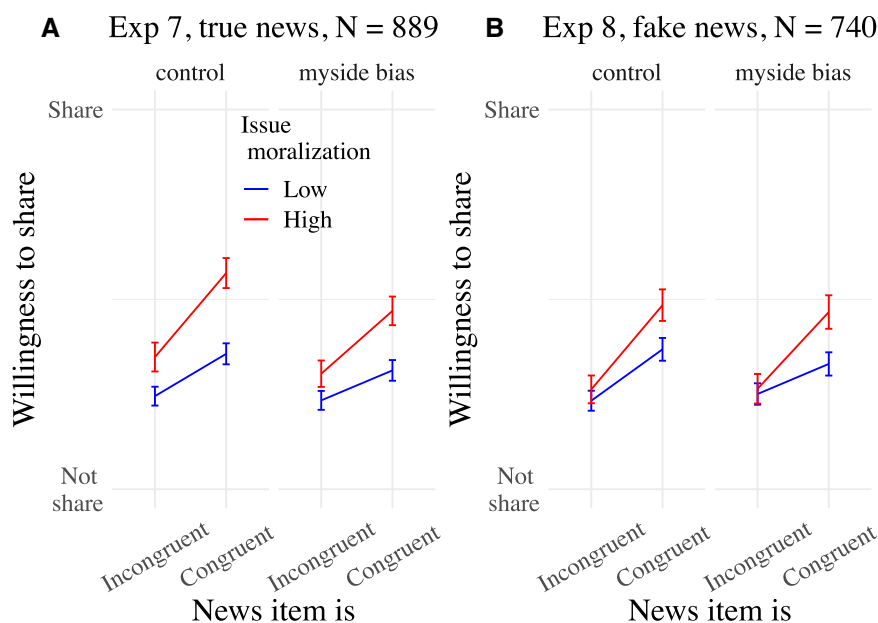 A Exp 7, true news, N = 889
control myside bias
Share
Issue
moralization
Low
High
Willingness to share
Not
share
Incongruent Congruent Incongruent Congruent
News item is
B Exp 8, fake news, N = 740
control myside bias
Share
Willingness to share
Not
share
Incongruent Congruent Incongruent Congruent
News item is